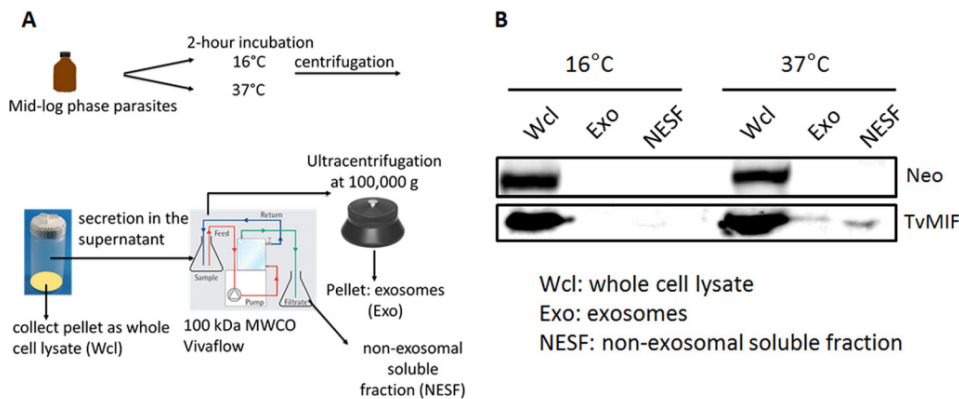 A
2-hour incubation
16°C
centrifugation
37°C
Mid-log phase parasites
Ultracentrifugation
at 100,000 g
secretion in the
supernatant
Return
Feed
Sample
Pump
Filtrate
Pellet: exosomes
(Exo)
collect pellet as whole
cell lysate (Wcl)
100 kDa MWCO
Vivaflow
non-exosomal
soluble
fraction (NESF)
B
16°C 37°C
Wcl Exo NESF Wcl Exo NESF
Neo
TvMIF
Wcl: whole cell lysate
Exo: exosomes
NESF: non-exosomal soluble fraction